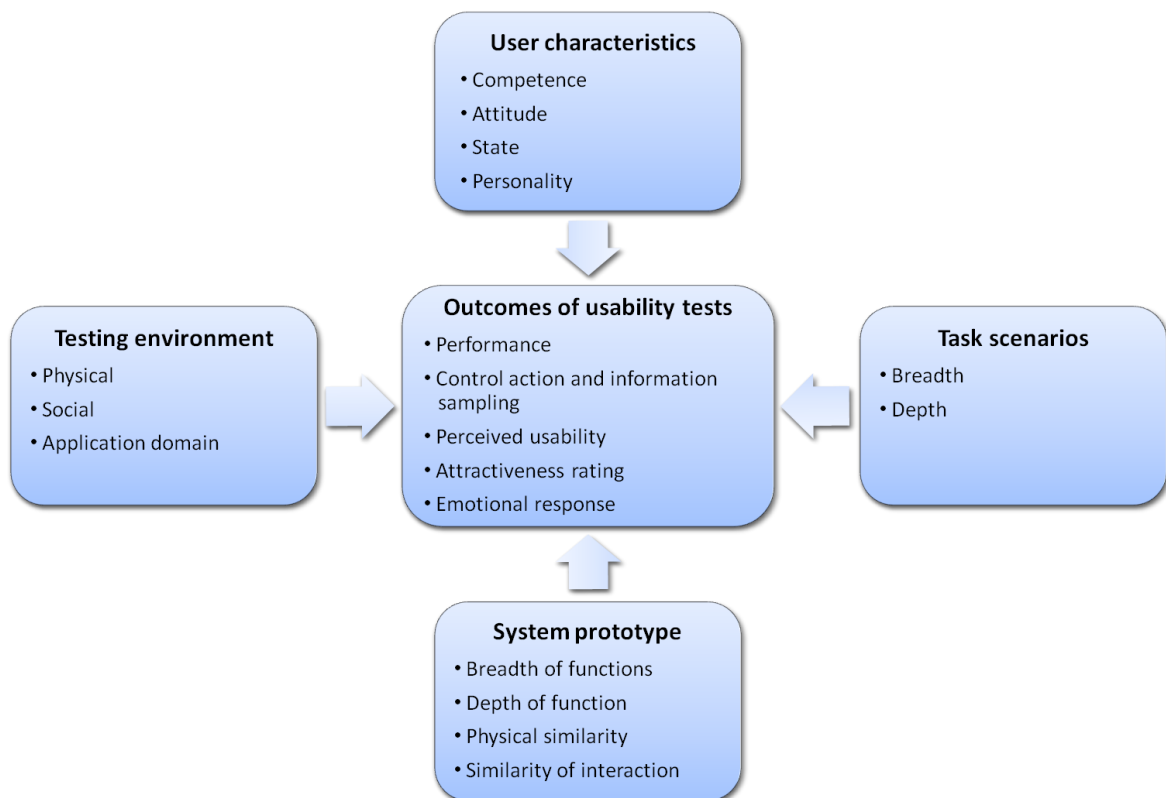 User characteristics
• Competence
• Attitude
• State
• Personality
Testing environment
• Physical
• Social
• Application domain
Outcomes of usability tests
• Performance
• Control action and information
sampling
• Perceived usability
• Attractiveness rating
• Emotional response
Task scenarios
• Breadth
• Depth
System prototype
• Breadth of functions
• Depth of function
• Physical similarity
• Similarity of interaction